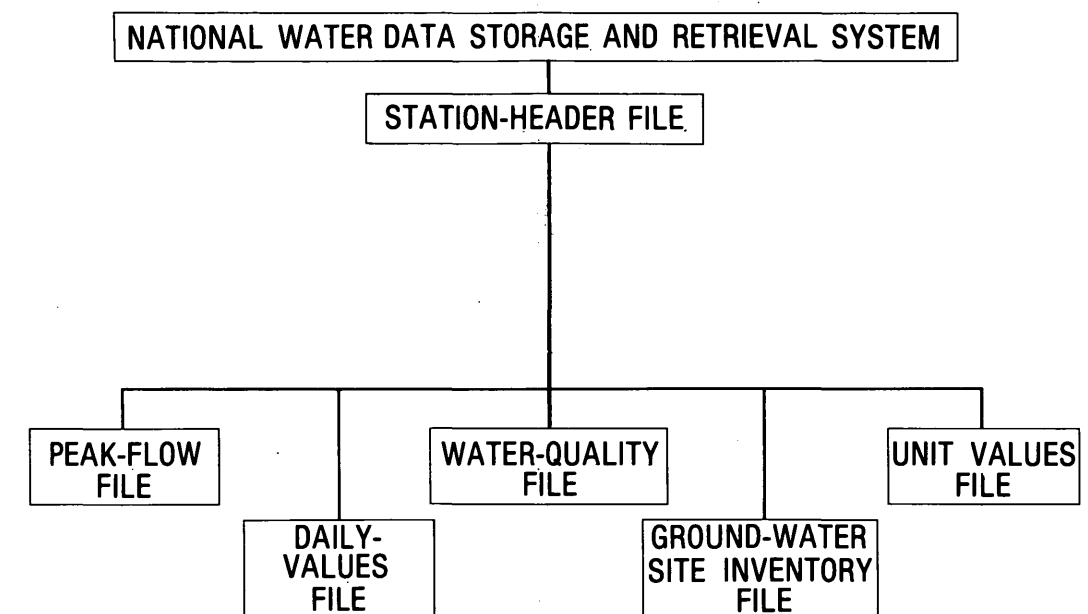 NATIONAL WATER DATA STORAGE AND RETRIEVAL SYSTEM
STATION-HEADER FILE
PEAK-FLOW
FILE
DAILY-
VALUES
FILE
WATER-QUALITY
FILE
GROUND-WATER
SITE INVENTORY
FILE
UNIT VALUES
FILE